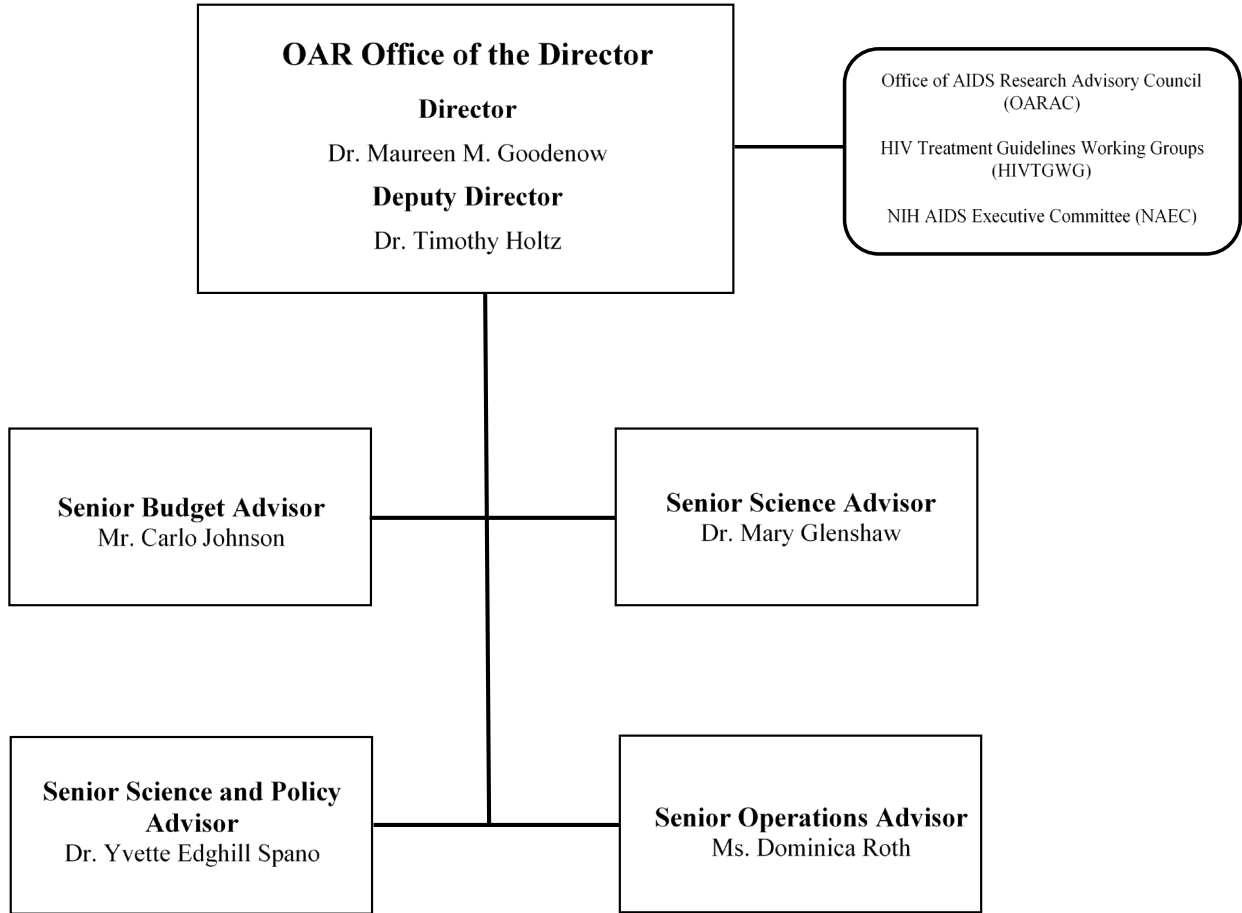 OAR Office of the Director
Director
Dr. Maureen M. Goodenow
Deputy Director
Dr. Timothy Holtz
Office of AIDS Research Advisory Council
(OARAC)
HIV Treatment Guidelines Working Groups
(HIVTGWG)
NIH AIDS Executive Committee (NAEC)
Senior Budget Advisor
Mr. Carlo Johnson
Senior Science Advisor
Dr. Mary Glenshaw
Senior Science and Policy
Advisor
Dr. Yvette Edghill Spano
Senior Operations Advisor
Ms. Dominica Roth